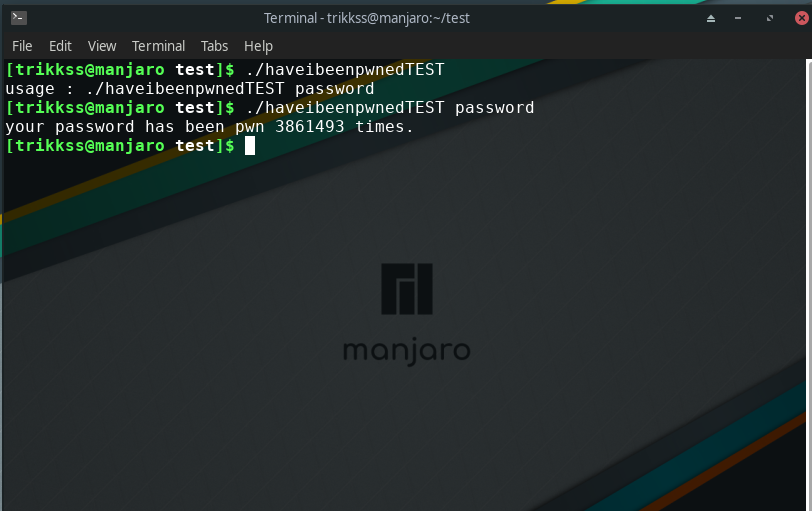 Terminal - trikkss@manjaro:~/test
File Edit View Terminal Tabs Help
[trikkss@manjaro test]$ ./haveibeenpwnedTEST
usage : ./haveibeenpwnedTEST password
[trikkss@manjaro test]$ ./haveibeenpwnedTEST password
your password has been pwn 3861493 times.
[trikkss@manjaro test]$
manjaro